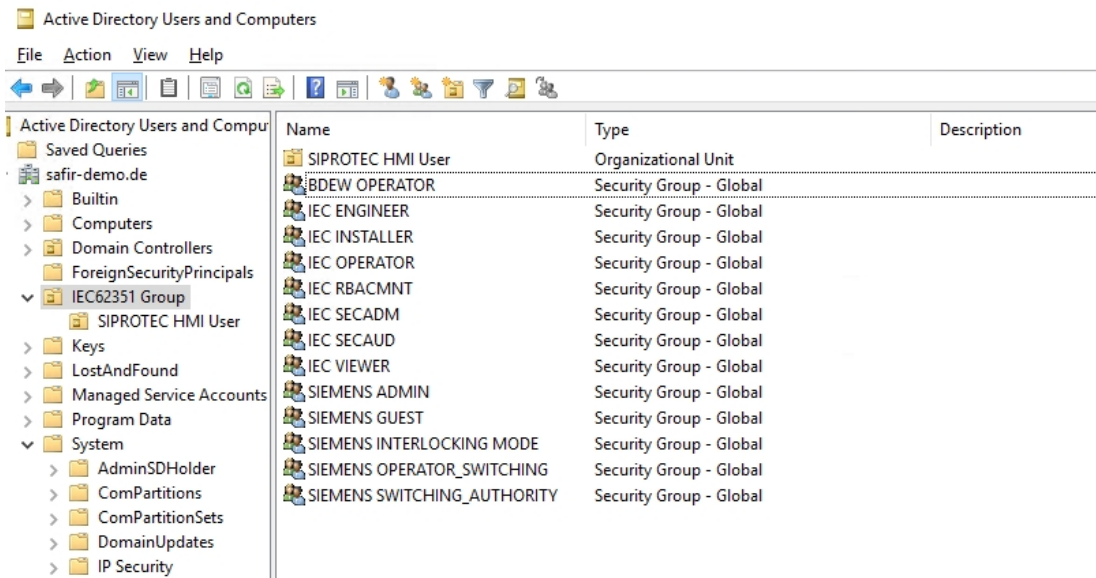 Active Directory Users and Computers
File Action View Help
Active Directory Users and Comput
Saved Queries
safir-demo.de
Builtin
Computers
Domain Controllers
ForeignSecurityPrincipals
IEC62351 Group
SIPROTEC HMI User
Keys
LostAndFound
Managed Service Accounts
Program Data
System
AdminSDHolder
ComPartitions
ComPartitionSets
DomainUpdates
IP Security
Name Type Description
SIPROTEC HMI User Organizational Unit
BDEW OPERATOR Security Group - Global
IEC ENGINEER Security Group - Global
IEC INSTALLER Security Group - Global
IEC OPERATOR Security Group - Global
IEC RBACMNT Security Group - Global
IEC SECADM Security Group - Global
IEC SECAUD Security Group - Global
IEC VIEWER Security Group - Global
SIEMENS ADMIN Security Group - Global
SIEMENS GUEST Security Group - Global
SIEMENS INTERLOCKING MODE Security Group - Global
SIEMENS OPERATOR_SWITCHING Security Group - Global
SIEMENS SWITCHING_AUTHORITY Security Group - Global